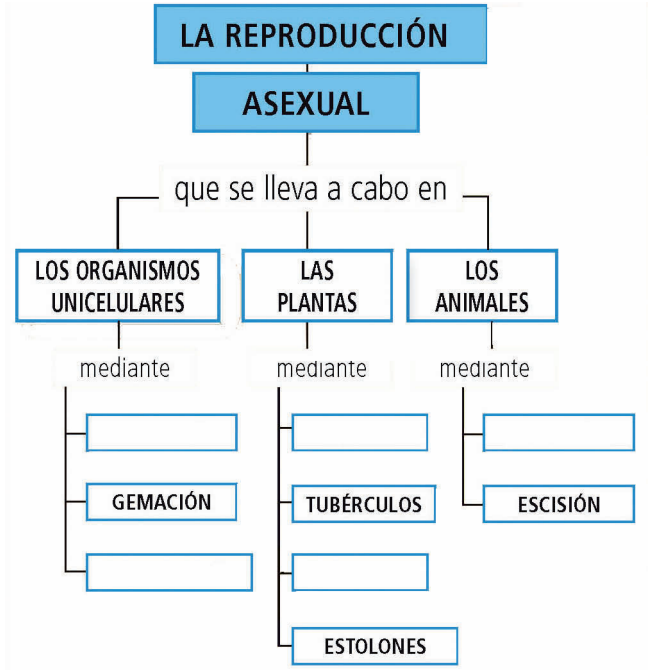 LA REPRODUCCIÓN
ASEXUAL
que se lleva a cabo en
LOS ORGANISMOS
UNICELULARES
LAS
PLANTAS
LOS
ANIMALES
mediante
mediante
mediante
GEMACIÓN
TUBÉRCULOS
ESCISIÓN
ESTOLONES